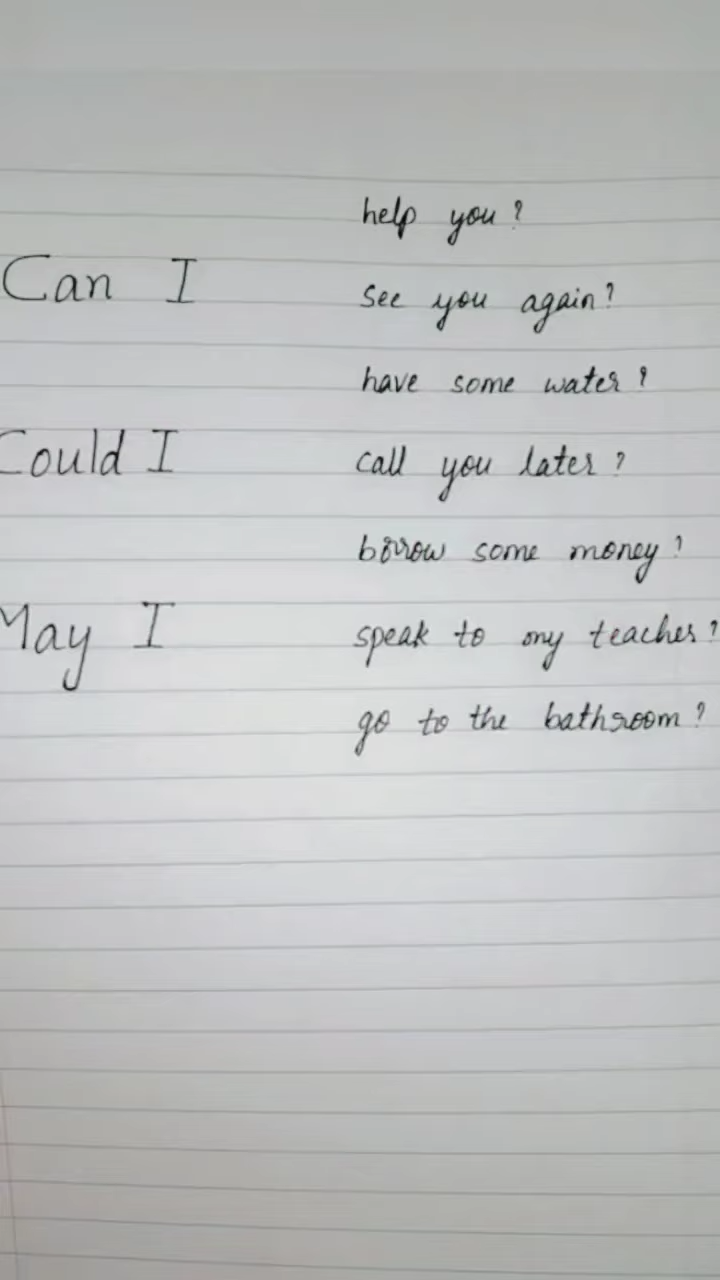 help you?
Can I
see you again?
have some water?
Could I
call you later?
borrow some money?
May I
speak to my teacher?
go to the bathroom?